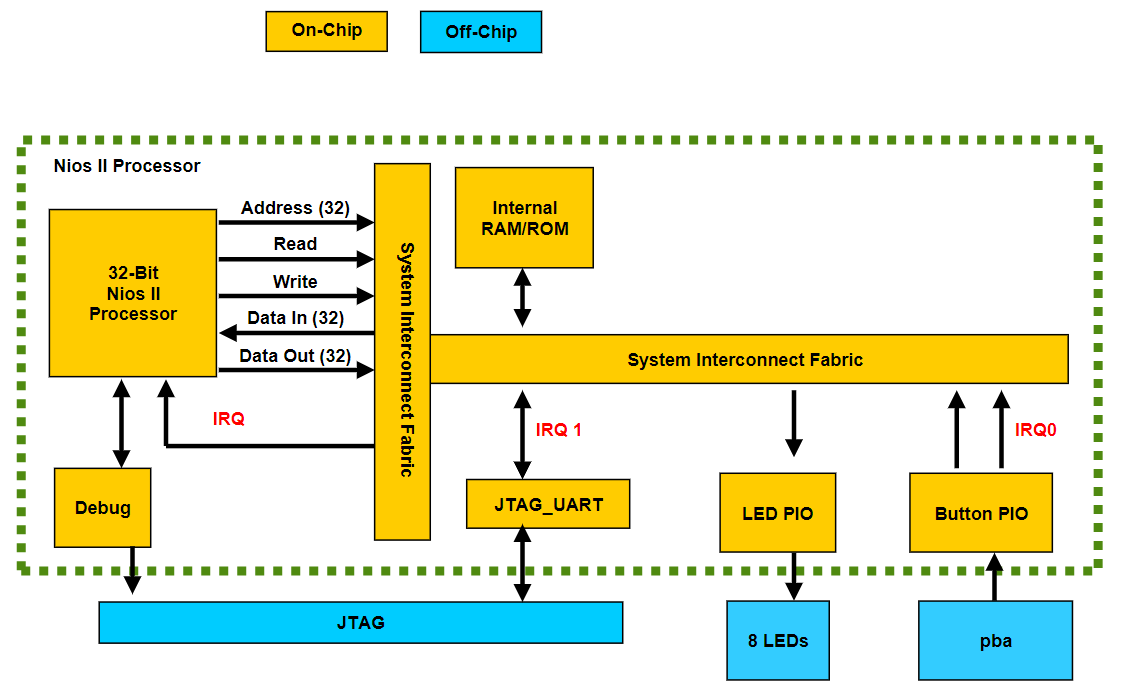 On-Chip
Off-Chip
Nios II Processor
32-Bit
Nios II
Processor
Address (32)
Read
Write
Data In (32)
Data Out (32)
IRQ
System Interconnect Fabric
Internal
RAM/ROM
System Interconnect Fabric
IRQ 1
IRQ0
Debug
JTAG_UART
LED PIO
Button PIO
JTAG
8 LEDs
pba